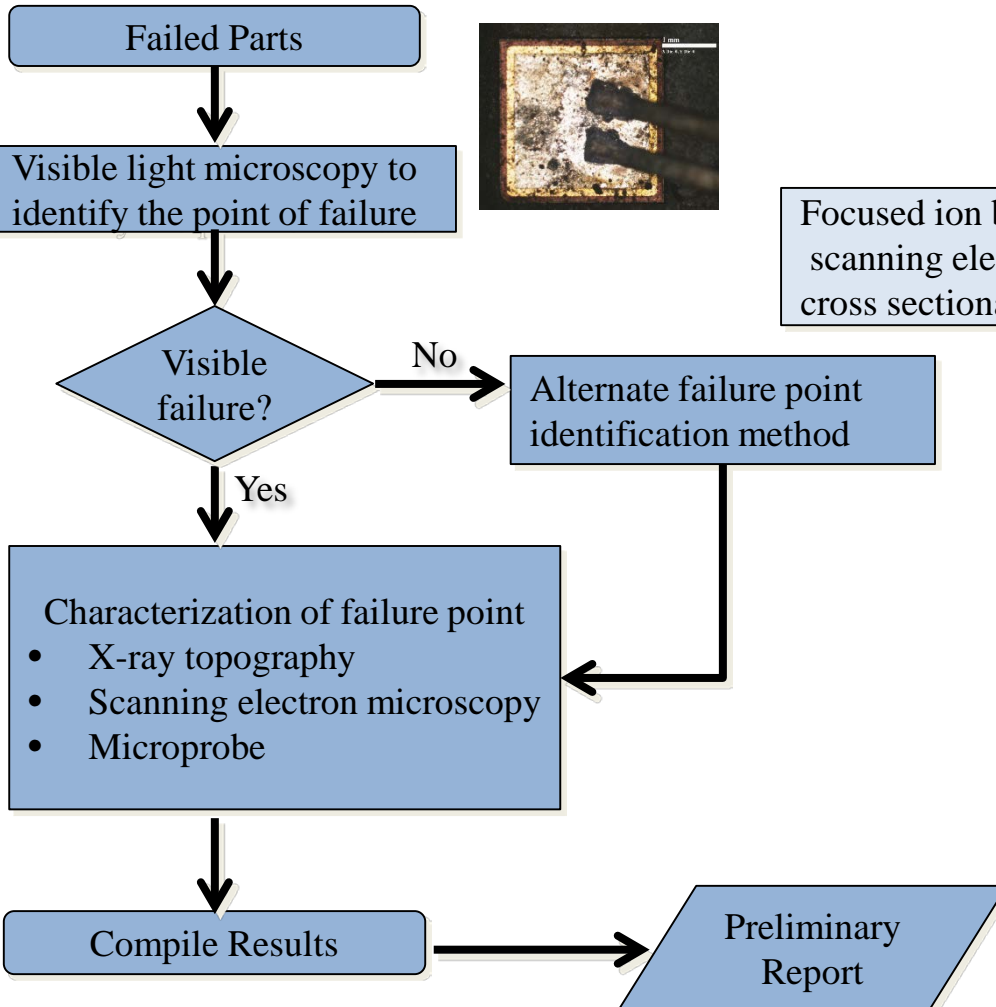 Failed Parts
1 mm
Visible light microscopy to
identify the point of failure
Focused ion b
scanning ele
cross sectiona
Visible
failure?
No
Alternate failure point
identification method
Yes
Characterization of failure point
• X-ray topography
• Scanning electron microscopy
• Microprobe
Compile Results
Preliminary
Report